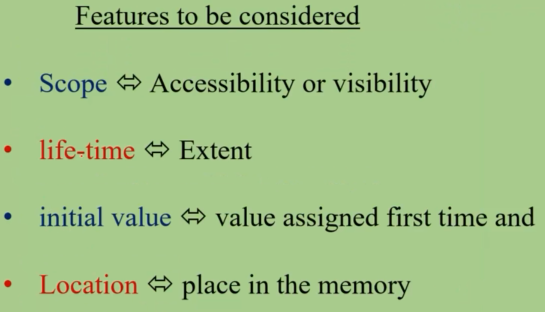 Features to be considered
• Scope ⇔ Accessibility or visibility
• life-time ⇔ Extent
• initial value ⇔ value assigned first time and
• Location ⇔ place in the memory